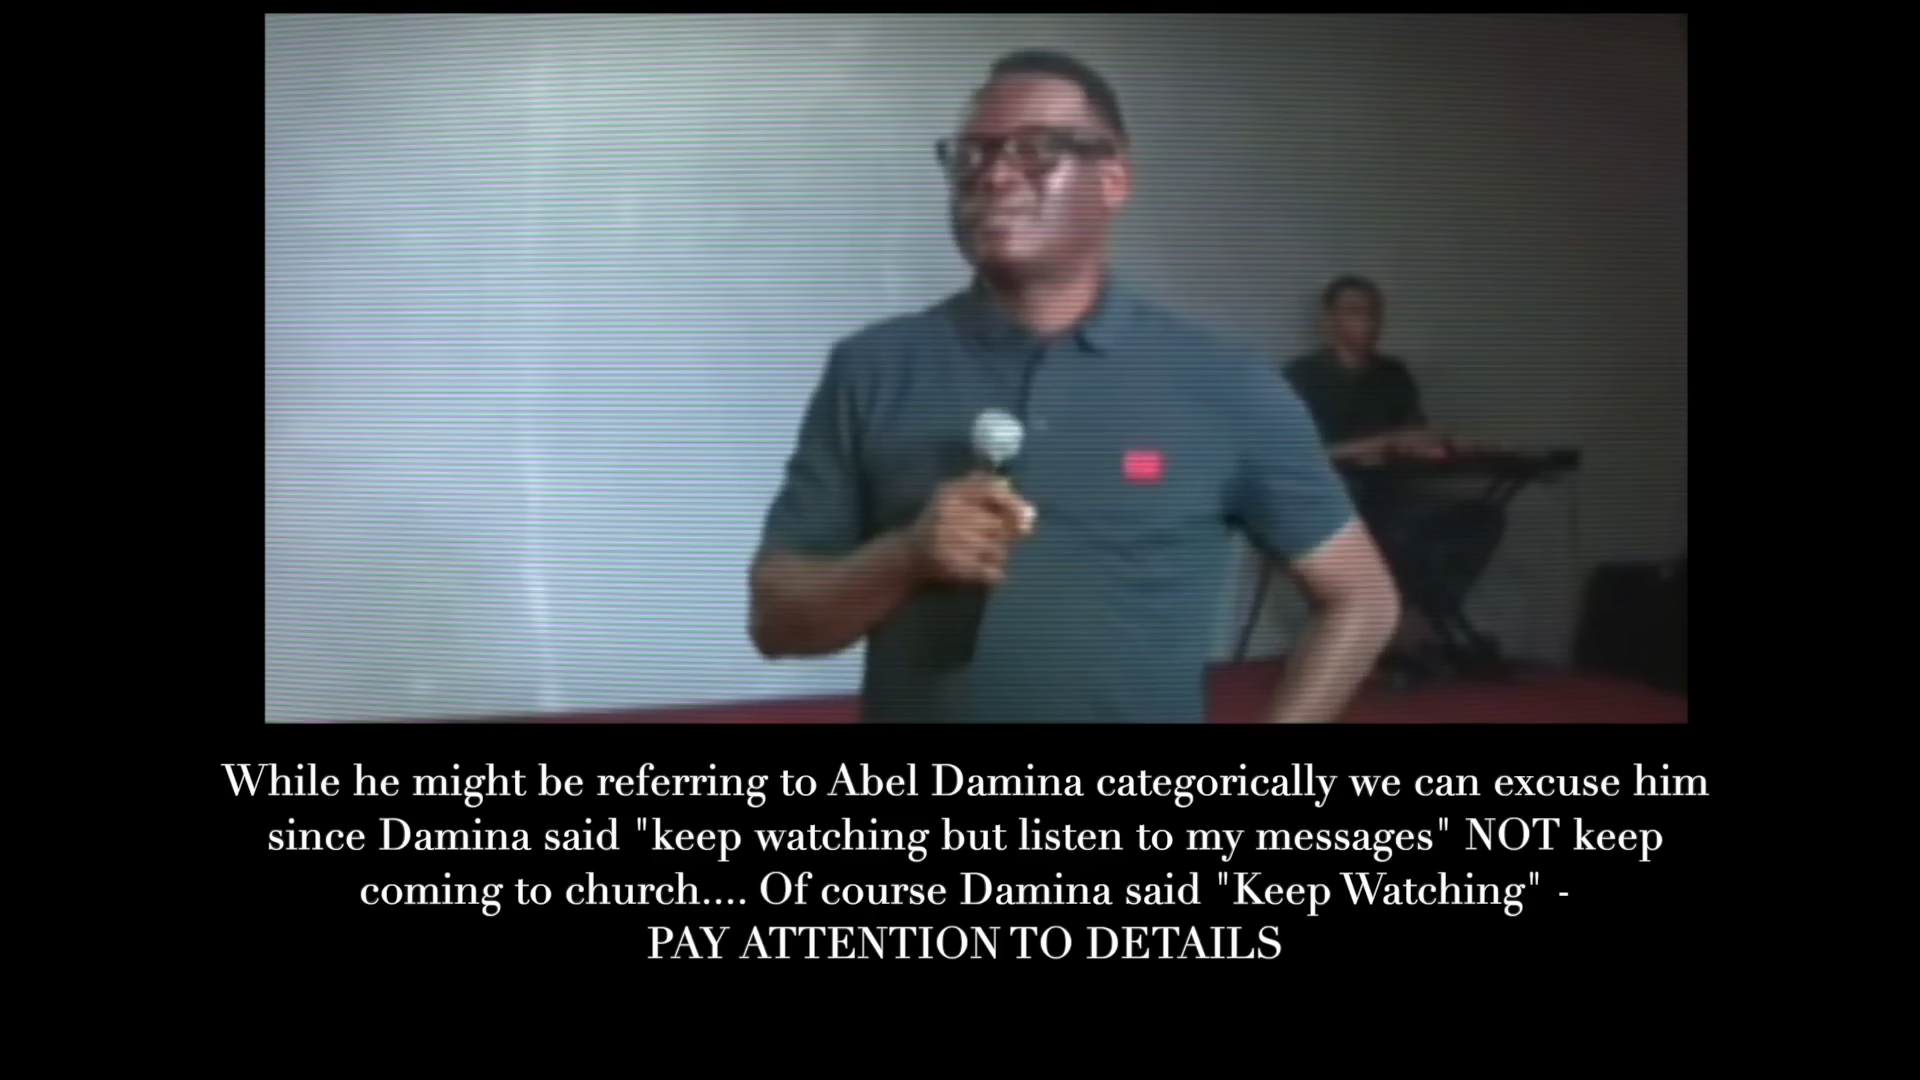 While he might be referring to Abel Damina categorically we can excuse him
since Damina said "keep watching but listen to my messages" NOT keep
coming to church.... Of course Damina said "Keep Watching" -
PAY ATTENTION TO DETAILS